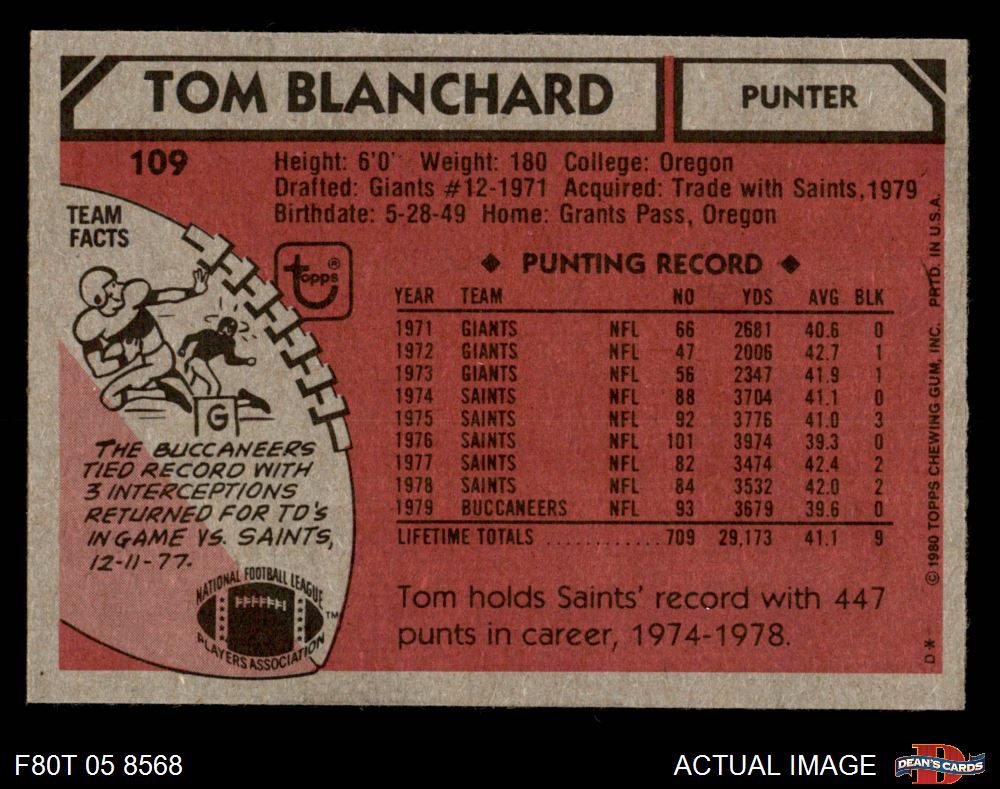 TOM BLANCHARD
PUNTER
109
Height: 6'0" Weight: 180 College: Oregon
Drafted: Giants #12-1971 Acquired: Trade with Saints, 1979
Birthdate: 5-28-49 Home: Grants Pass, Oregon
TEAM
FACTS
topps®
G
THE BUCCANEERS
TIED RECORD WITH
3 INTERCEPTIONS
RETURNED FOR TD's
IN GAME VS. SAINTS,
12-11-77.
NATIONAL FOOTBALL LEAGUE
PLAYERS ASSOCIATION
TM
◆ PUNTING RECORD ◆
YEAR TEAM NO YDS AVG BLK
1971 GIANTS NFL 66 2681 40.6 0
1972 GIANTS NFL 47 2006 42.7 1
1973 GIANTS NFL 56 2347 41.9 1
1974 SAINTS NFL 88 3704 41.1 0
1975 SAINTS NFL 92 3776 41.0 3
1976 SAINTS NFL 101 3974 39.3 0
1977 SAINTS NFL 82 3474 42.4 2
1978 SAINTS NFL 84 3532 42.0 2
1979 BUCCANEERS NFL 93 3679 39.6 0
LIFETIME TOTALS ............ 709 29,173 41.1 9
Tom holds Saints' record with 447
punts in career, 1974-1978.
© 1980 TOPPS CHEWING GUM, INC. PRTD. IN U.S.A.
D*
F80T 05 8568
ACTUAL IMAGE
D
DEAN'S CARDS